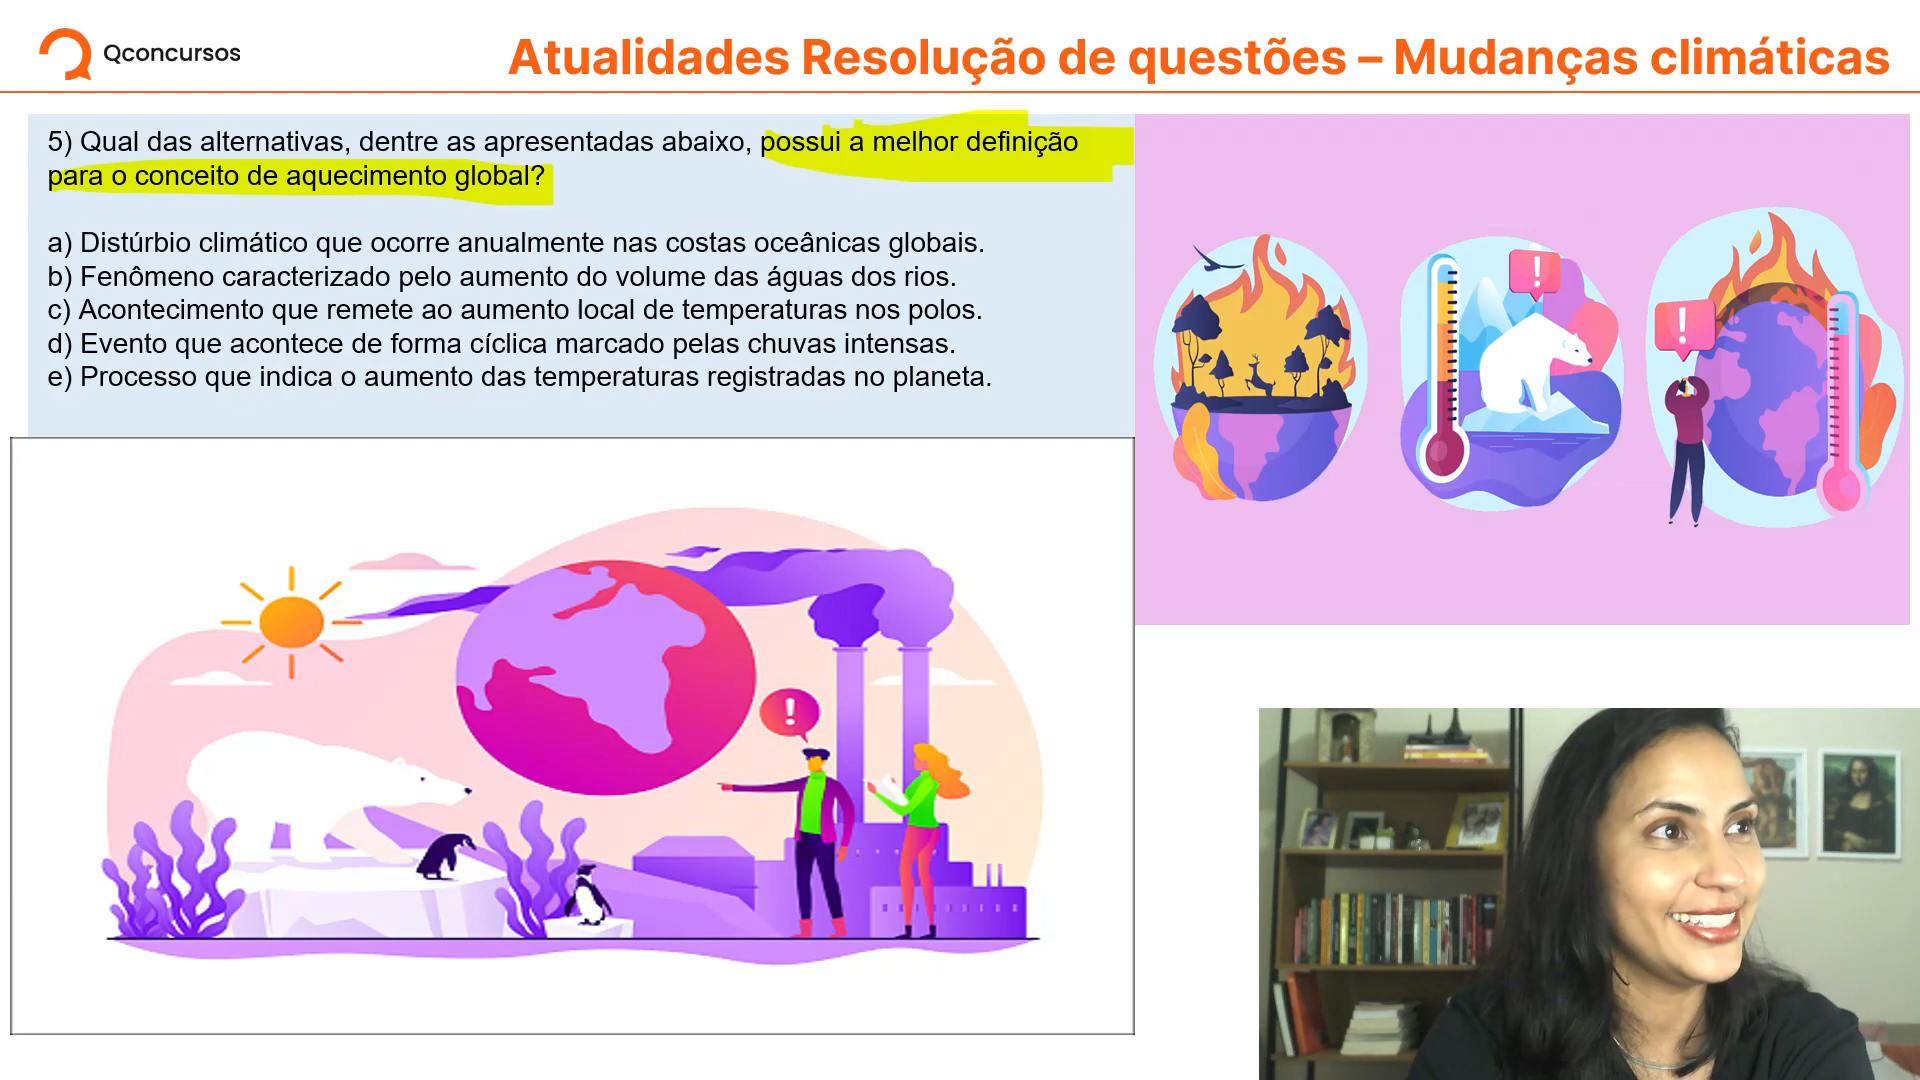 Qconcursos
Atualidades Resolução de questões – Mudanças climáticas
5) Qual das alternativas, dentre as apresentadas abaixo, possui a melhor definição
para o conceito de aquecimento global?
a) Distúrbio climático que ocorre anualmente nas costas oceânicas globais.
b) Fenômeno caracterizado pelo aumento do volume das águas dos rios.
c) Acontecimento que remete ao aumento local de temperaturas nos polos.
d) Evento que acontece de forma cíclica marcado pelas chuvas intensas.
e) Processo que indica o aumento das temperaturas registradas no planeta.
!
!
!